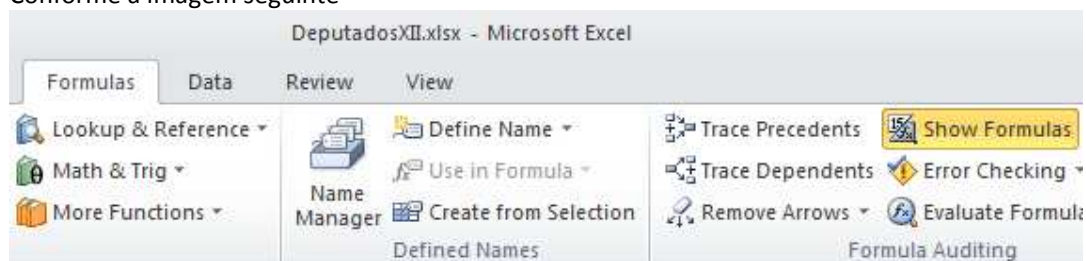 Conforme a imagem seguinte
DeputadosXII.xlsx - Microsoft Excel
Formulas Data Review View
Lookup & Reference
Math & Trig
More Functions
Name
Manager
Define Name
Use in Formula
Create from Selection
Defined Names
Trace Precedents
Trace Dependents
Remove Arrows
Show Formulas
Error Checking
Evaluate Formula
Formula Auditing